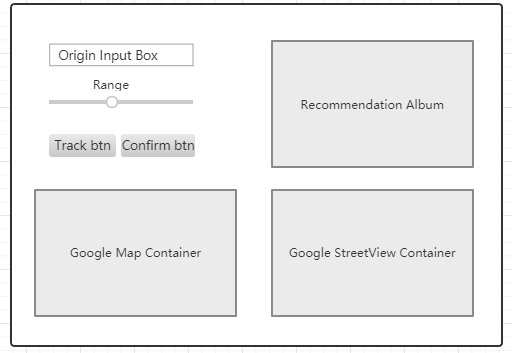 Origin Input Box
Range
Track btn
Confirm btn
Recommendation Album
Google Map Container
Google StreetView Container